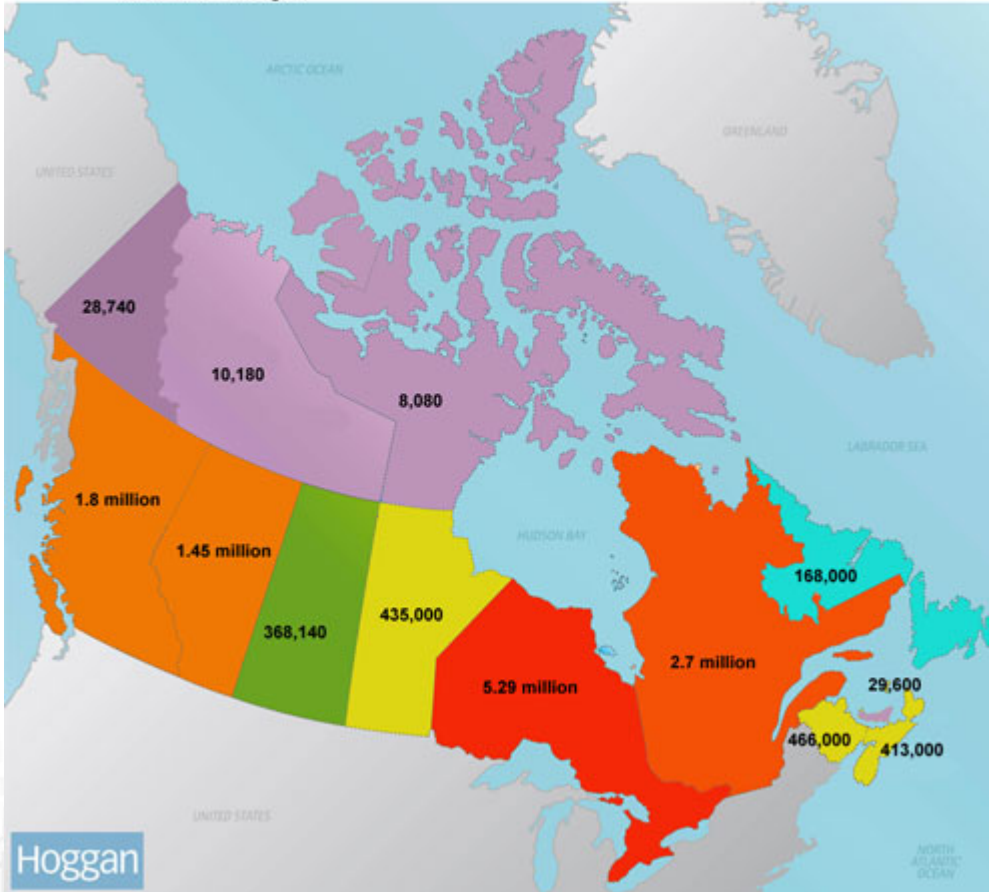 ARCTIC OCEAN
GREENLAND
UNITED STATES
28,740
10,180
8,080
LABRADOR SEA
1.8 million
HUDSON BAY
1.45 million
168,000
435,000
368,140
2.7 million
5.29 million
29,600
466,000
413,000
UNITED STATES
Hoggan
NORTH
ATLANTIC
OCEAN